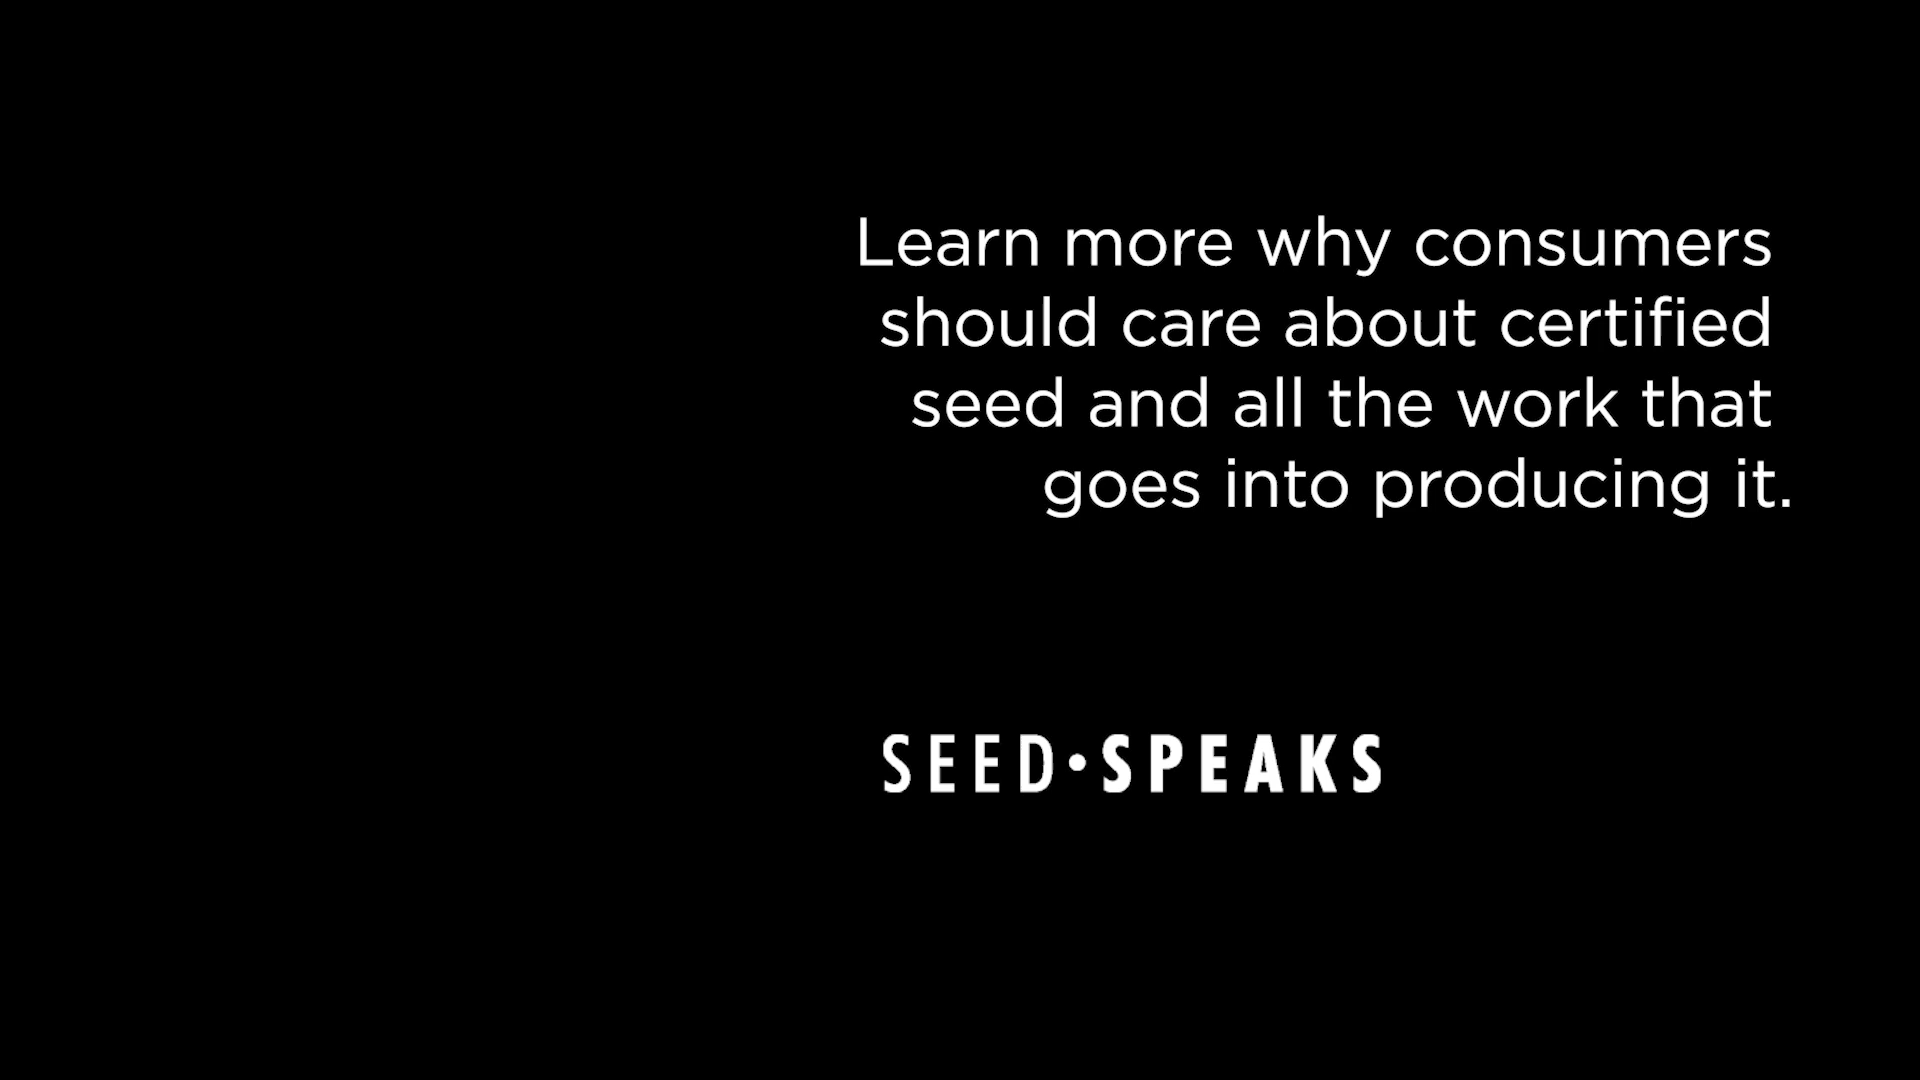 Learn more why consumers
should care about certified
seed and all the work that
goes into producing it.
SEED•SPEAKS